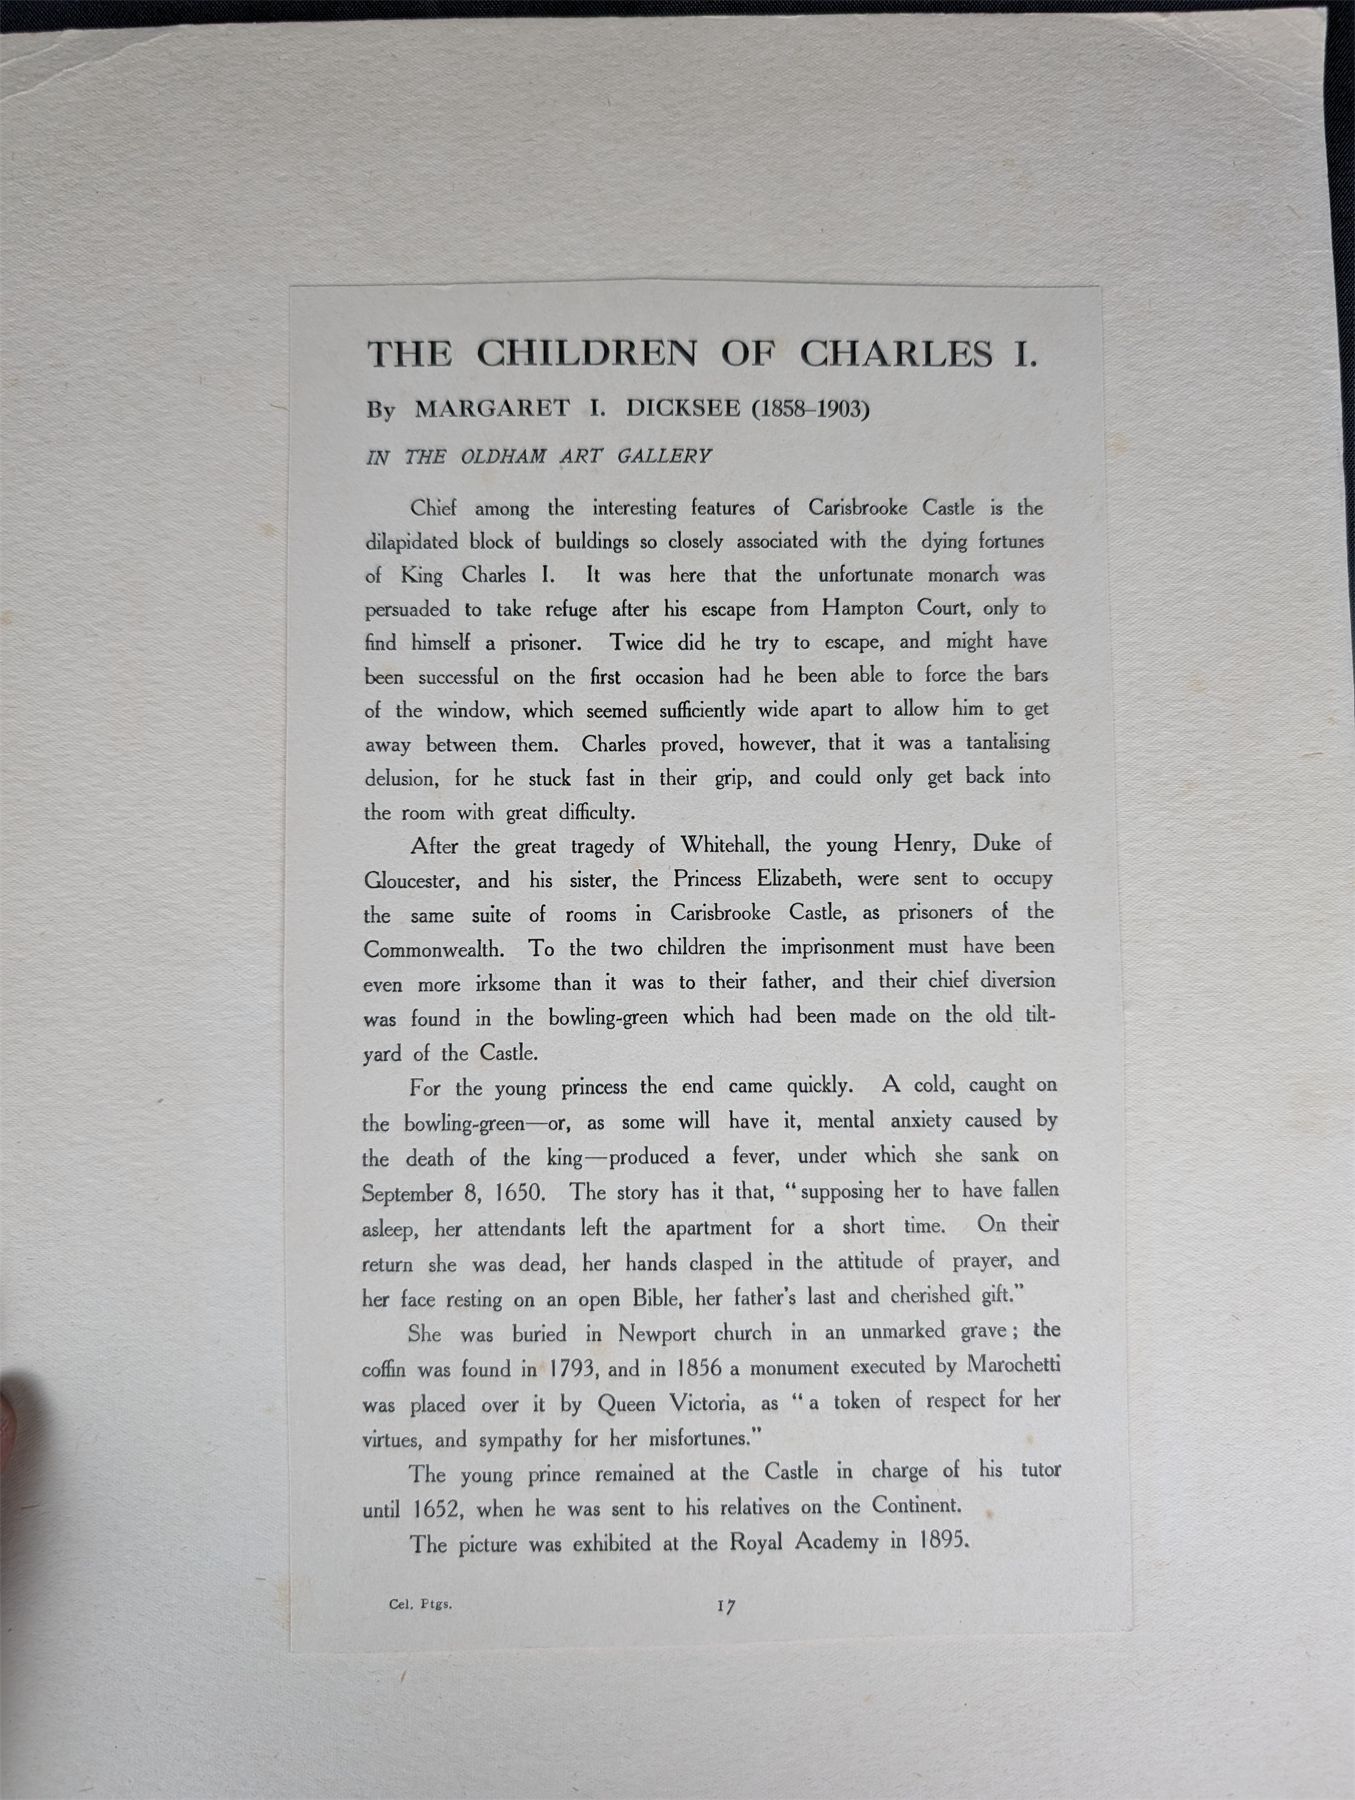 THE CHILDREN OF CHARLES I.
By MARGARET I. DICKSEE (1858–1903)
IN THE OLDHAM ART GALLERY
Chief among the interesting features of Carisbrooke Castle is the
dilapidated block of buildings so closely associated with the dying fortunes
of King Charles I. It was here that the unfortunate monarch was
persuaded to take refuge after his escape from Hampton Court, only to
find himself a prisoner. Twice did he try to escape, and might have
been successful on the first occasion had he been able to force the bars
of the window, which seemed sufficiently wide apart to allow him to get
away between them. Charles proved, however, that it was a tantalising
delusion, for he stuck fast in their grip, and could only get back into
the room with great difficulty.
After the great tragedy of Whitehall, the young Henry, Duke of
Gloucester, and his sister, the Princess Elizabeth, were sent to occupy
the same suite of rooms in Carisbrooke Castle, as prisoners of the
Commonwealth. To the two children the imprisonment must have been
even more irksome than it was to their father, and their chief diversion
was found in the bowling-green which had been made on the old tilt-
yard of the Castle.
For the young princess the end came quickly. A cold, caught on
the bowling-green—or, as some will have it, mental anxiety caused by
the death of the king—produced a fever, under which she sank on
September 8, 1650. The story has it that, “supposing her to have fallen
asleep, her attendants left the apartment for a short time. On their
return she was dead, her hands clasped in the attitude of prayer, and
her face resting on an open Bible, her father’s last and cherished gift.”
She was buried in Newport church in an unmarked grave; the
coffin was found in 1793, and in 1856 a monument executed by Marochetti
was placed over it by Queen Victoria, as “a token of respect for her
virtues, and sympathy for her misfortunes.”
The young prince remained at the Castle in charge of his tutor
until 1652, when he was sent to his relatives on the Continent.
The picture was exhibited at the Royal Academy in 1895.
Cel. Ptgs. 17